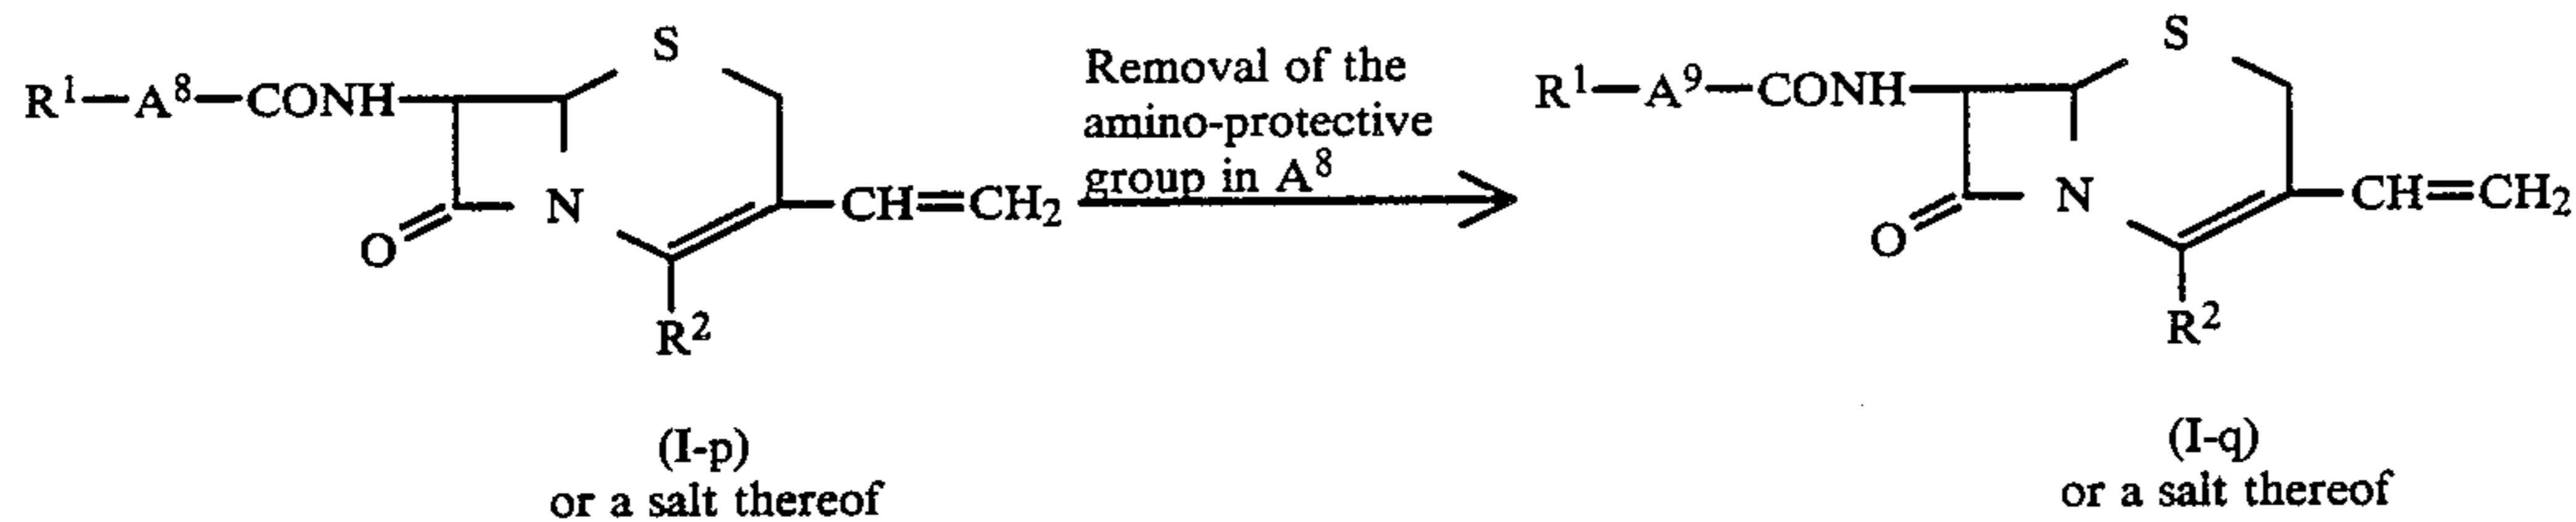 S
R¹—A⁸—CONH
N
O
CH=CH₂
R²
(I-p)
or a salt thereof
Removal of the
amino-protective
group in A⁸
S
R¹—A⁹—CONH
N
O
CH=CH₂
R²
(I-q)
or a salt thereof